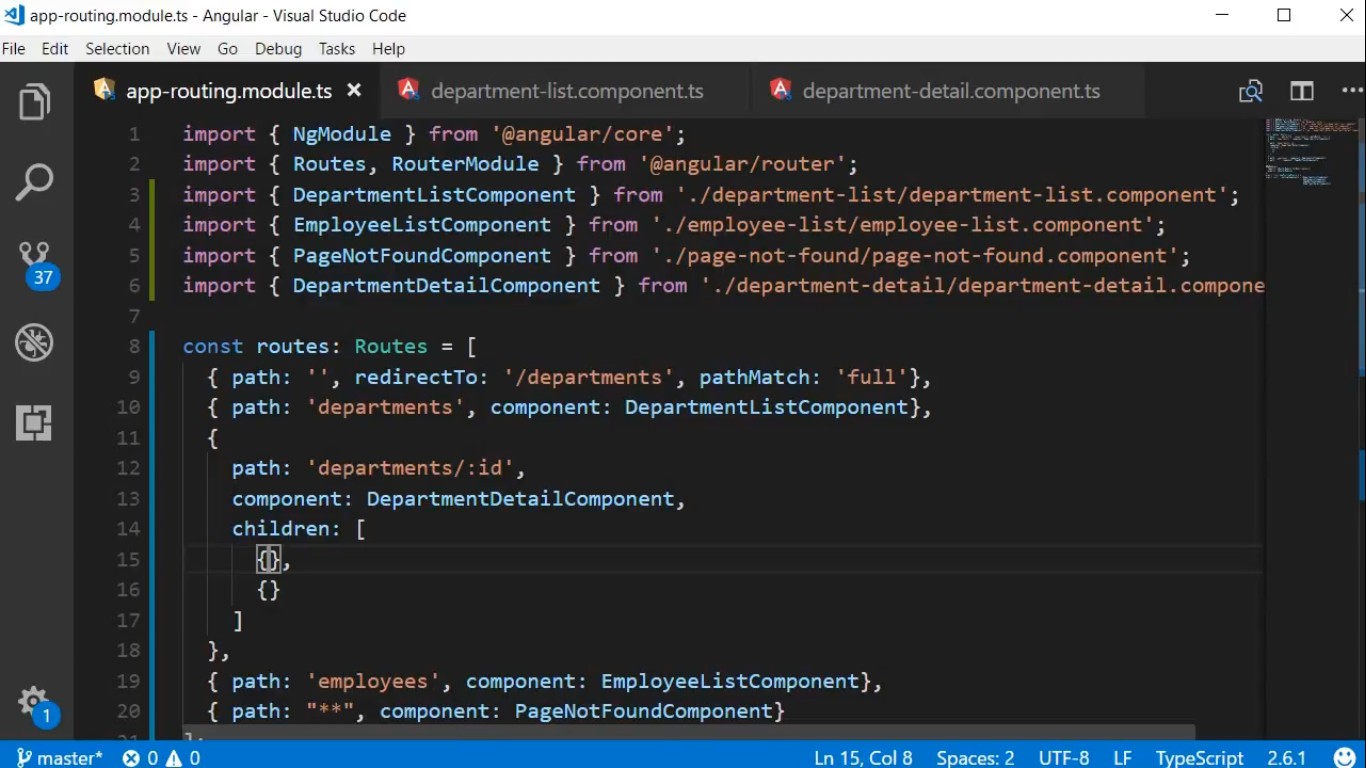 app-routing.module.ts - Angular - Visual Studio Code
File Edit Selection View Go Debug Tasks Help
app-routing.module.ts department-list.component.ts department-detail.component.ts
1 import { NgModule } from '@angular/core';
2 import { Routes, RouterModule } from '@angular/router';
3 import { DepartmentListComponent } from './department-list/department-list.component';
4 import { EmployeeListComponent } from './employee-list/employee-list.component';
5 import { PageNotFoundComponent } from './page-not-found/page-not-found.component';
6 import { DepartmentDetailComponent } from './department-detail/department-detail.compone
7
8 const routes: Routes = [
9 { path: '', redirectTo: '/departments', pathMatch: 'full'},
10 { path: 'departments', component: DepartmentListComponent},
11 {
12 path: 'departments/:id',
13 component: DepartmentDetailComponent,
14 children: [
15 {},
16 {}
17 ]
18 },
19 { path: 'employees', component: EmployeeListComponent},
20 { path: "**", component: PageNotFoundComponent}
21 ];
37
1
master* 0 0 Ln 15, Col 8 Spaces: 2 UTF-8 LF TypeScript 2.6.1